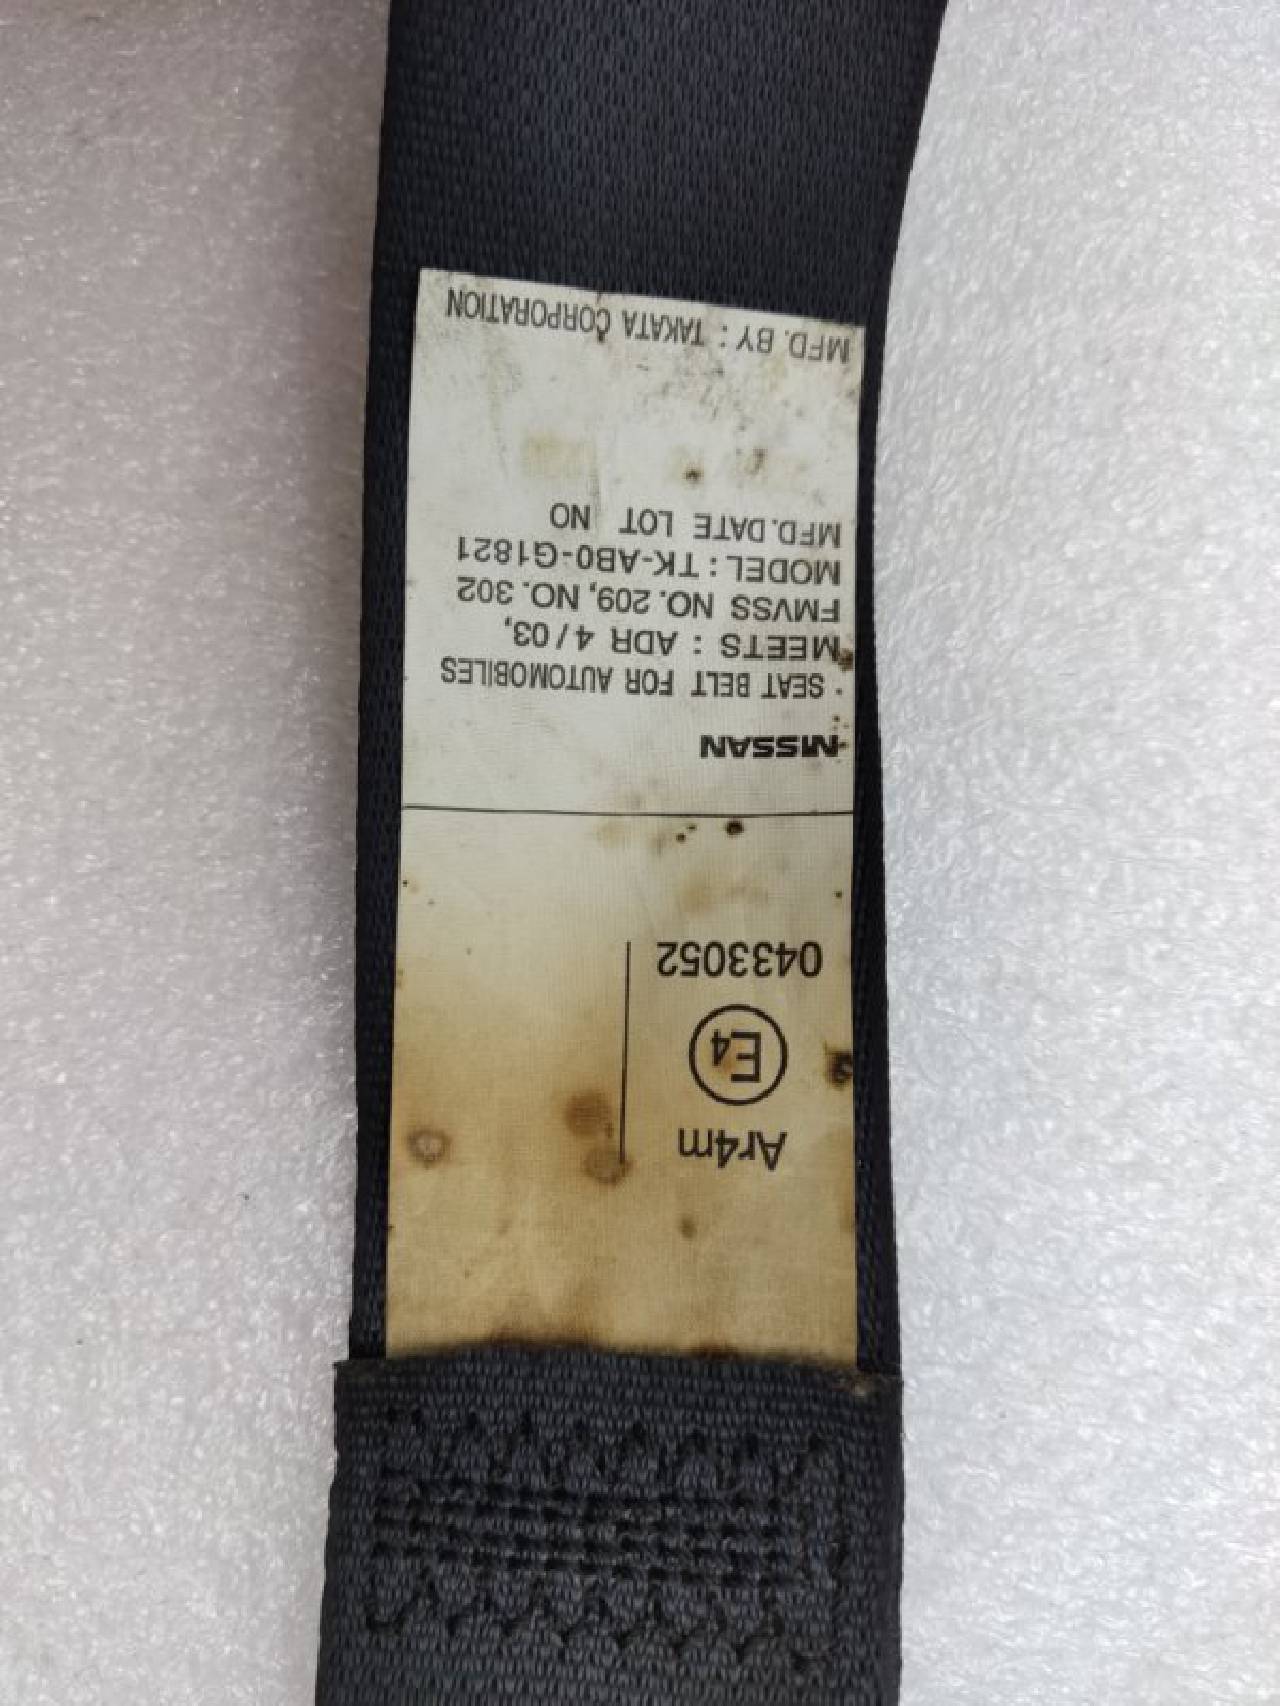 Ar4m
E4
0433052
NISSAN
SEAT BELT FOR AUTOMOBILES
MEETS : ADR 4 / 03,
FMVSS NO. 209, NO. 302
MODEL : TK-AB0-G1821
MFD. DATE LOT NO
MFD. BY : TAKATA CORPORATION